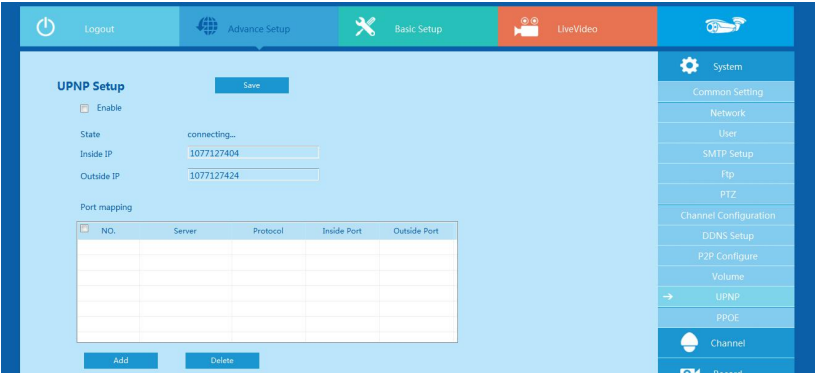 Logout
Advance Setup
Basic Setup
LiveVideo
UPNP Setup
Save
Enable
State connecting...
Inside IP 1077127404
Outside IP 1077127424
Port mapping
NO. Server Protocol Inside Port Outside Port
Add Delete
System
Common Setting
Network
User
SMTP Setup
Ftp
PTZ
Channel Configuration
DDNS Setup
P2P Configure
Volume
UPNP
PPOE
Channel
Record